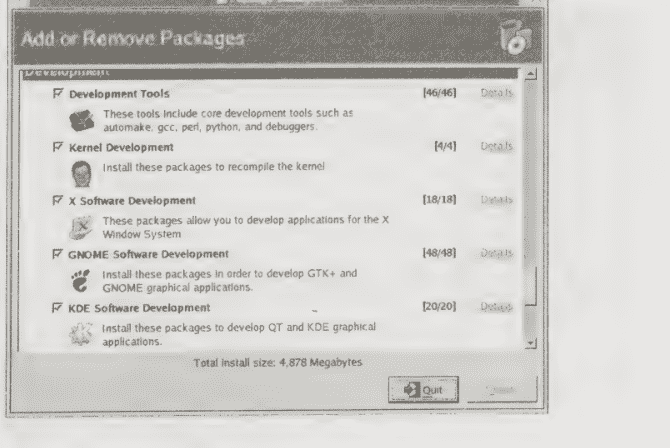 Add or Remove Packages
Development
Development Tools [46/46] Details
These tools include core development tools such as
automake, gcc, perl, python, and debuggers.
Kernel Development [4/4] Details
Install these packages to recompile the kernel
X Software Development [18/18] Details
These packages allow you to develop applications for the X
Window System
GNOME Software Development [48/48] Details
Install these packages in order to develop GTK+ and
GNOME graphical applications.
KDE Software Development [20/20] Details
Install these packages to develop QT and KDE graphical
applications.
Total install size: 4,878 Megabytes
Quit